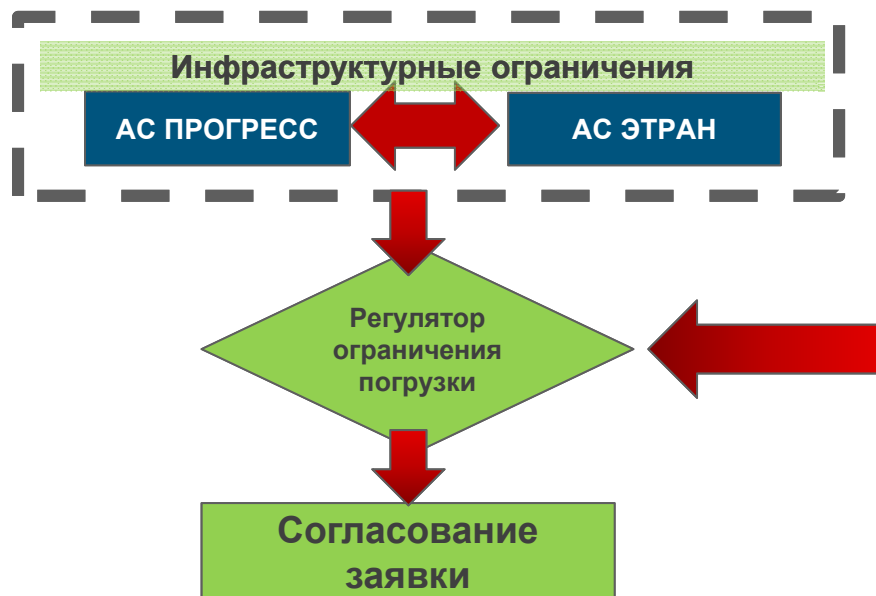 Инфраструктурные ограничения
АС ПРОГРЕСС
АС ЭТРАН
Регулятор
ограничения
погрузки
Согласование
заявки